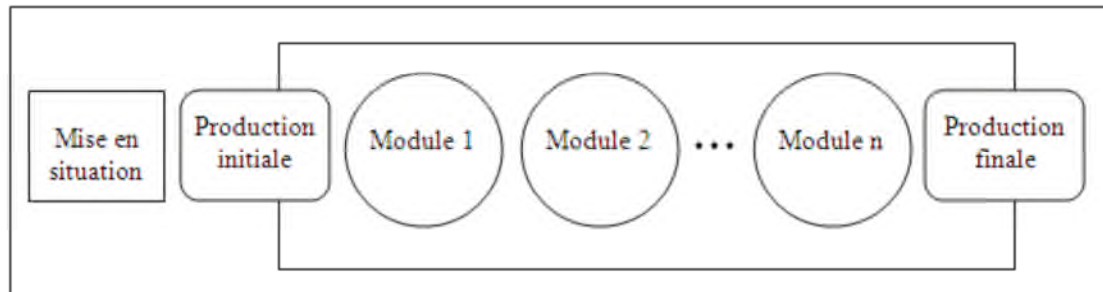 Mise en
situation
Production
initiale
Module 1
Module 2
...
Module n
Production
finale